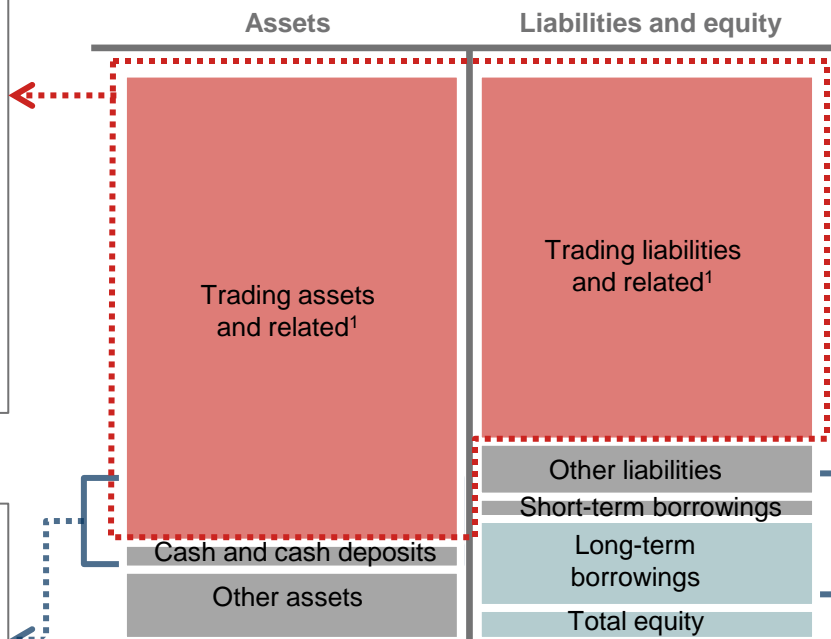 Assets
Liabilities and equity
Trading assets
and related¹
Trading liabilities
and related¹
Cash and cash deposits
Other assets
Other liabilities
Short-term borrowings
Long-term
borrowings
Total equity